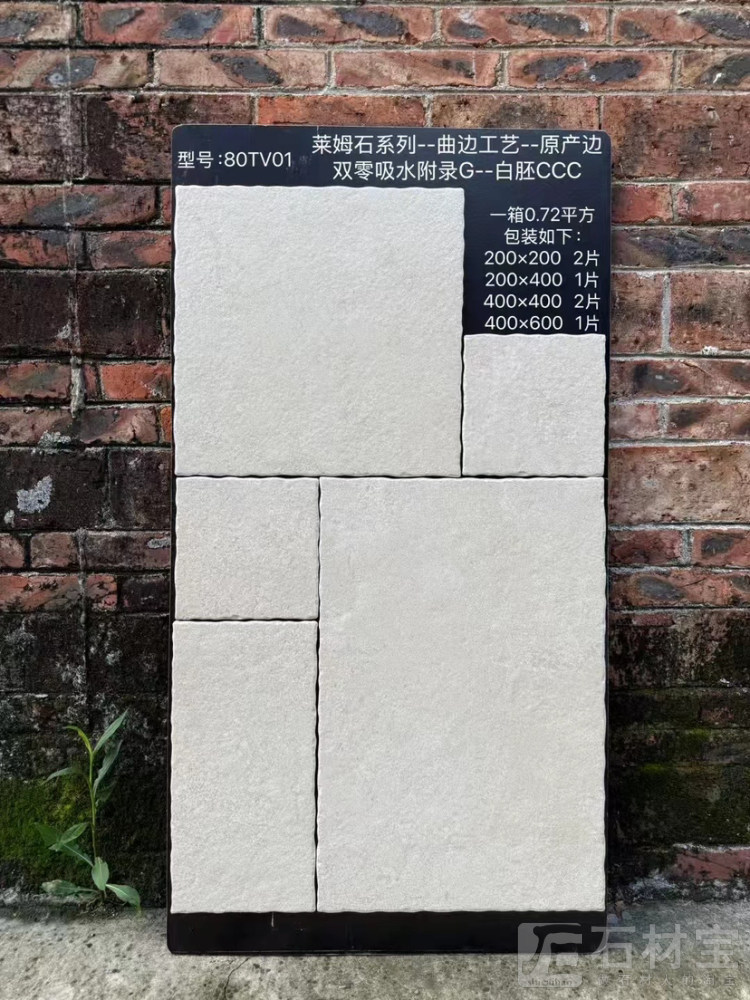 型号:80TV01
莱姆石系列--曲边工艺--原产边
双零吸水附录G--白胚CCC
一箱0.72平方
包装如下:
200×200 2片
200×400 1片
400×400 2片
400×600 1片
石材宝